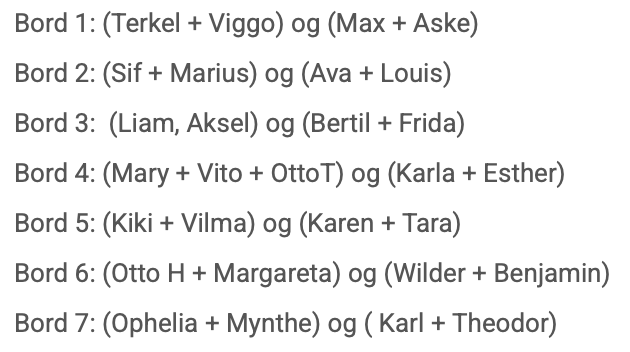 Bord 1: (Terkel + Viggo) og (Max + Aske)
Bord 2: (Sif + Marius) og (Ava + Louis)
Bord 3:  (Liam, Aksel) og (Bertil + Frida)
Bord 4: (Mary + Vito + OttoT) og (Karla + Esther)
Bord 5: (Kiki + Vilma) og (Karen + Tara)
Bord 6: (Otto H + Margareta) og (Wilder + Benjamin)
Bord 7: (Ophelia + Mynthe) og ( Karl + Theodor)